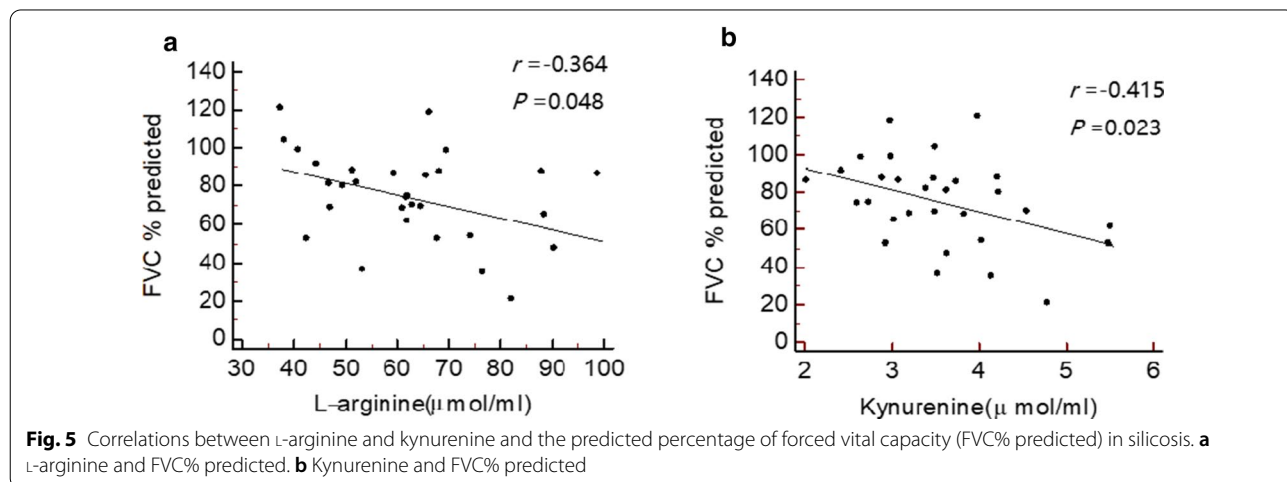 a
r =-0.364
P =0.048
FVC % predicted
140
120
100
80
60
40
20
0
30 40 50 60 70 80 90 100
L-arginine(μ mol/ml)
b
r =-0.415
P =0.023
FVC % predicted
140
120
100
80
60
40
20
0
2 3 4 5 6
Kynurenine(μ mol/ml)
Fig. 5 Correlations between L-arginine and kynurenine and the predicted percentage of forced vital capacity (FVC% predicted) in silicosis. a
L-arginine and FVC% predicted. b Kynurenine and FVC% predicted